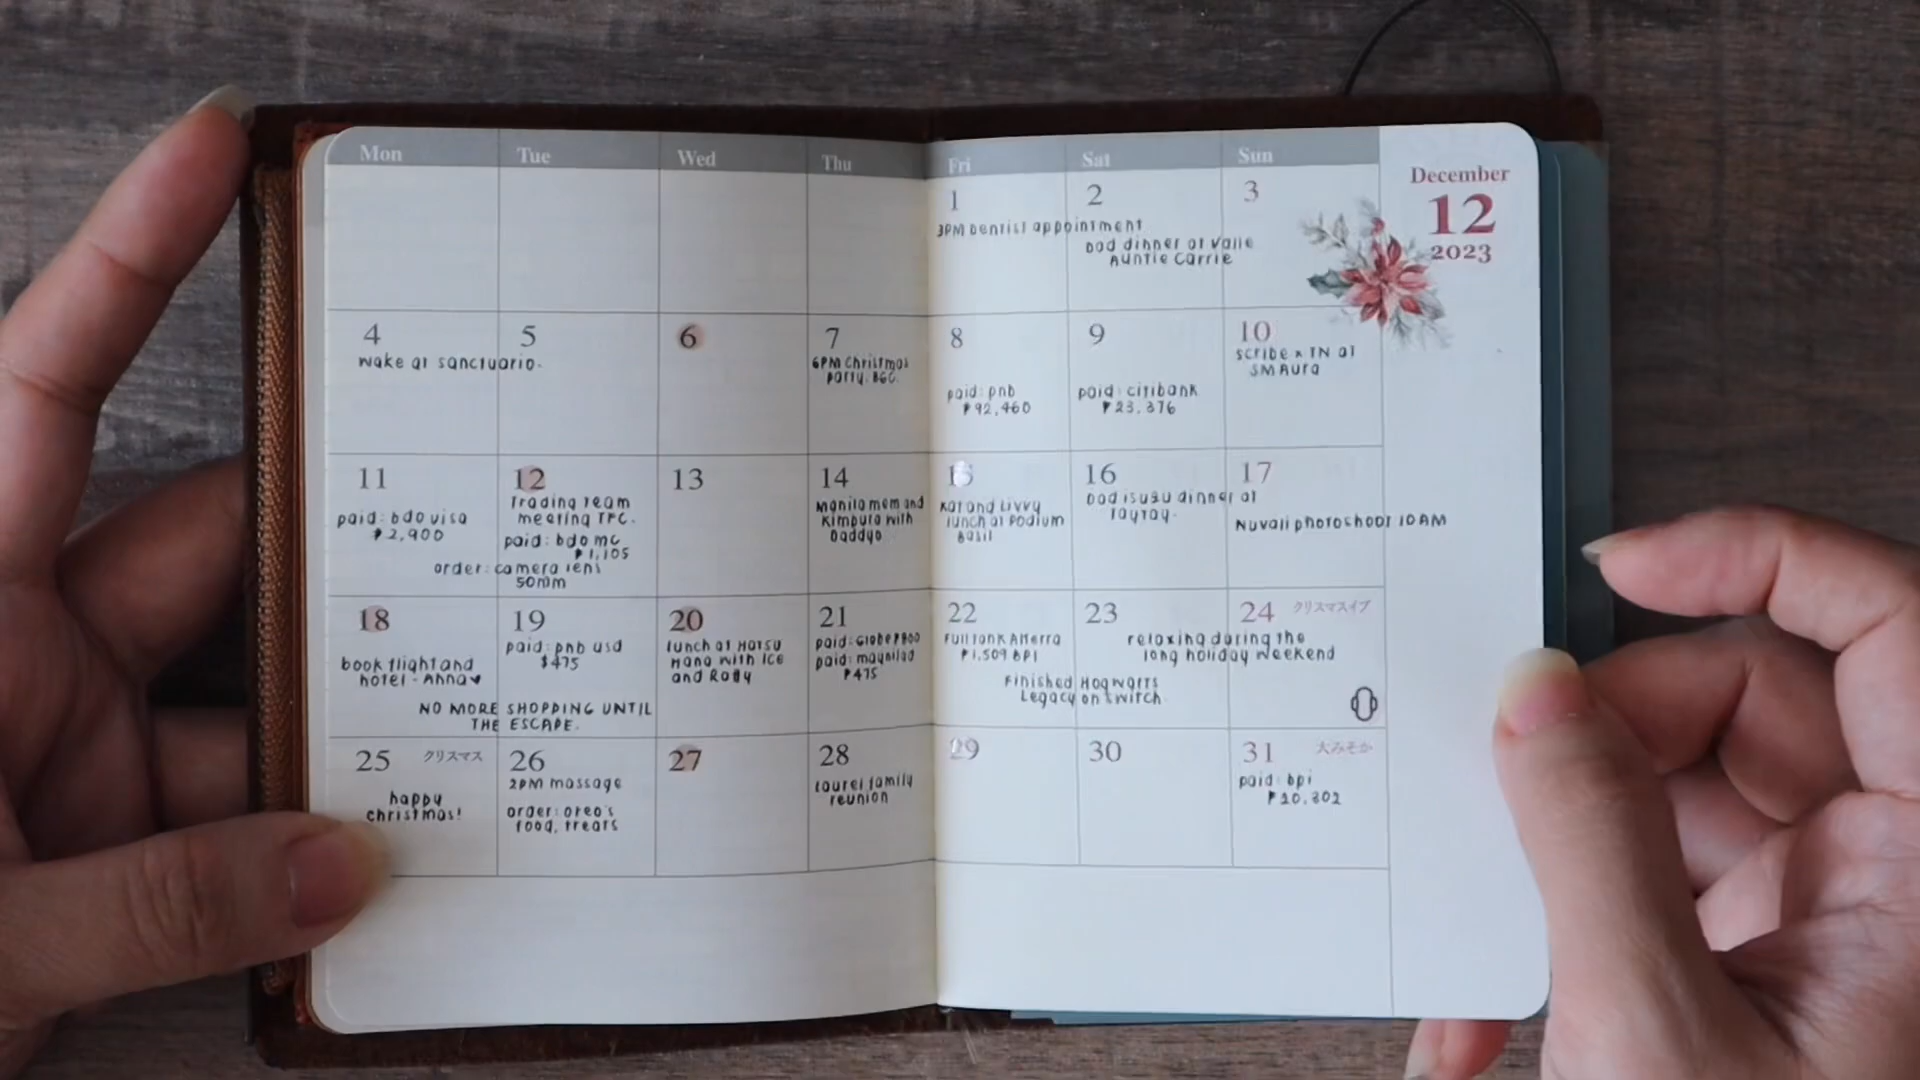 Mon Tue Wed Thu Fri Sat Sun
December
12
2023
1
3PM Dentist appointment
2
Dad dinner at Valle
Auntie Carrie
3
4
wake at sanctuario.
5
6
7
6PM Christmas
party. BGC.
8
paid: pnb
₱92,460
9
paid: citibank
₱23,376
10
scribe x TN at
SM Aura
11
paid: bdo visa
₱2,900
12
Trading Team
meeting TPC.
paid: bdo mc
₱1,105
order: camera lens
50mm
13
14
Manila mem and
Kimpura with
Daddyo
15
Kat and Livvy
lunch at Podium
Basil
16
Dad isuzu dinner at
Taytay.
17
Nuvali photoshoot 10AM
18
book flight and
hotel - Anna♥
19
paid: pnb usd
$475
NO MORE SHOPPING UNTIL
THE ESCAPE.
20
lunch at Hatsu
Hana with Ice
and Roby
21
paid: Globe
paid: maynilad
₱475
22
Full tank
₱1,509 BPI
23
24 クリスマスイブ
relaxing during the
long holiday weekend
Finished Hogwarts
Legacy on twitch.
25 クリスマス
happy
christmas!
26
2PM massage
order: oreo's
food, treats
27
28
Laurel family
reunion
29
30
31 大みそか
paid: bpi
₱20,302